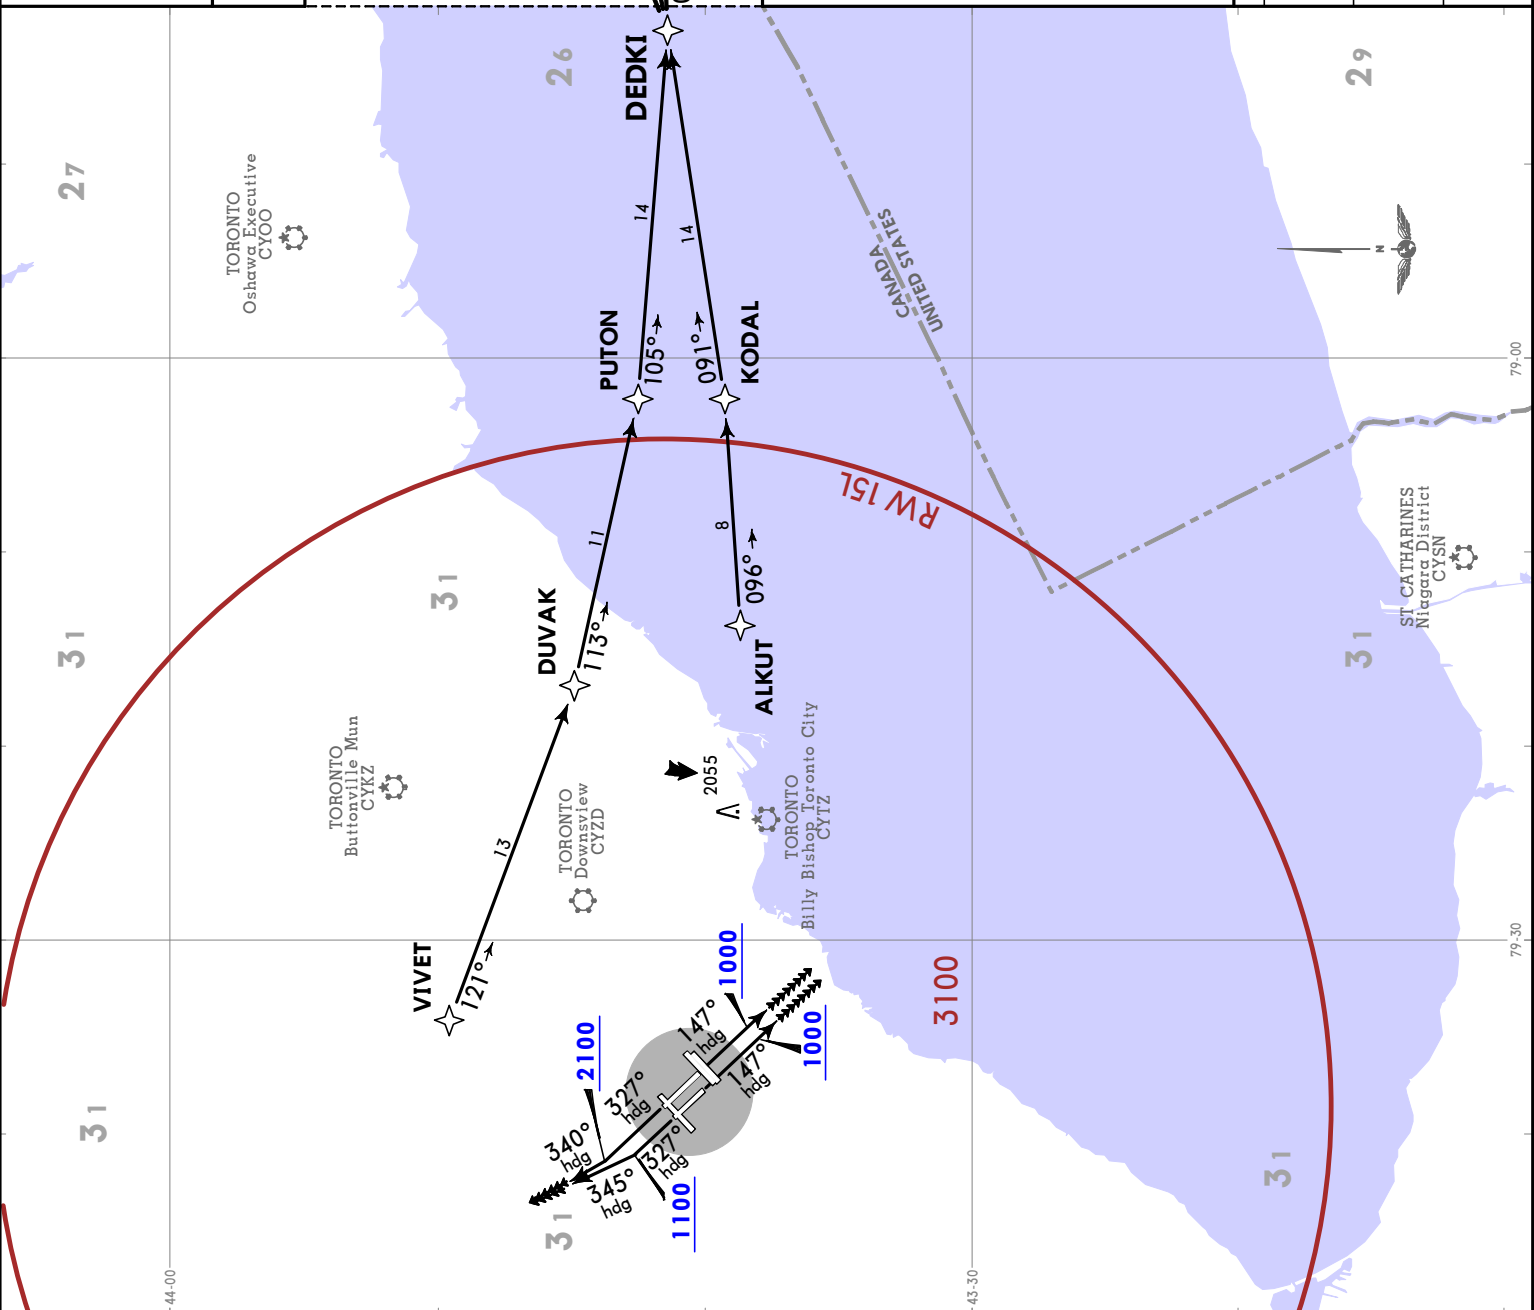 DEDKI
26
29
27
TORONTO
Oshawa Executive
CYOO
14
14
CANADA
UNITED STATES
N
PUTON
105°
091°
KODAL
79-00
RW 15L
11
8
DUVAK
113°
096°
ALKUT
31
31
31
ST CATHARINES
Niagara District
CYSN
TORONTO
Buttonville Mun
CYKZ
13
TORONTO
Downsview
CYZD
2055
TORONTO
Billy Bishop Toronto City
CYTZ
VIVET
121°
79-30
3100
1000
147°
hdg
1000
147°
hdg
2100
327°
hdg
340°
hdg
327°
hdg
345°
hdg
1100
31
31
31
44-00
43-30